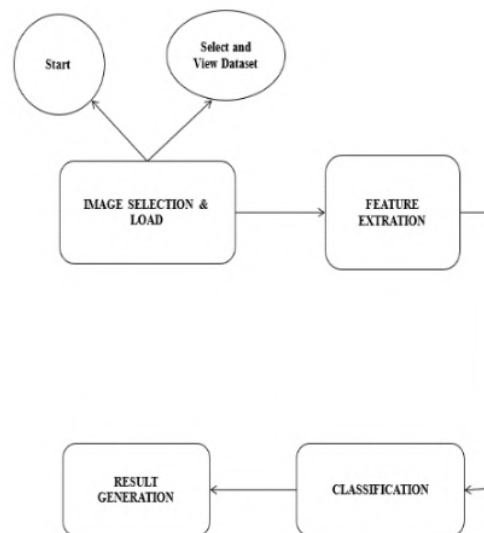 Start
Select and
View Dataset
IMAGE SELECTION &
LOAD
FEATURE
EXTRATION
RESULT
GENERATION
CLASSIFICATION